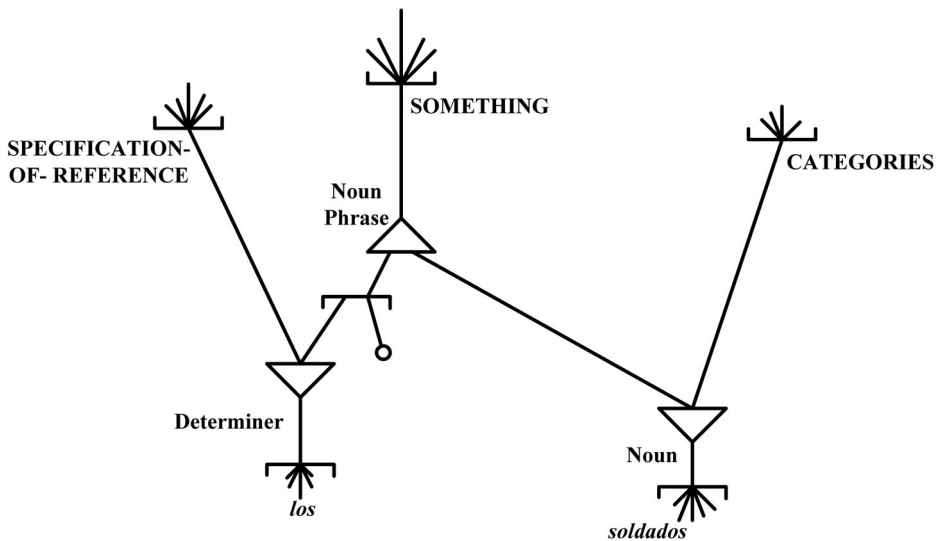 SOMETHING
SPECIFICATION-
OF- REFERENCE
CATEGORIES
Noun
Phrase
Determiner
Noun
los
soldados